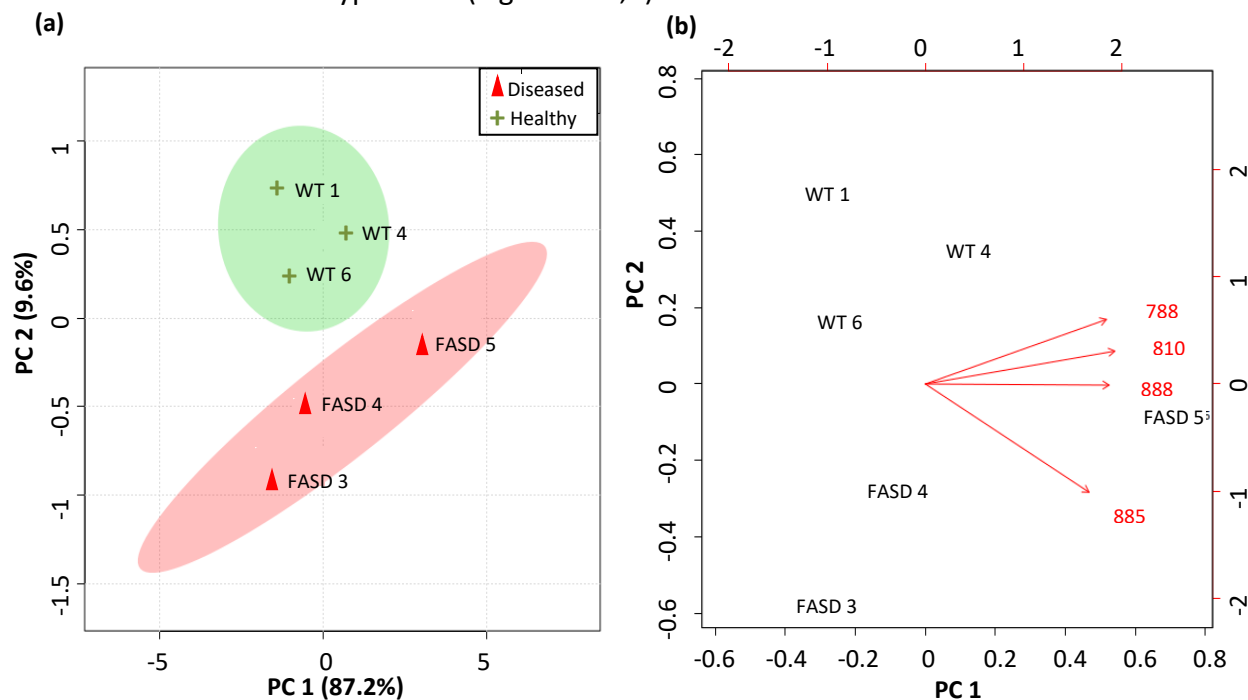 (a)
Diseased
Healthy
WT 1
WT 4
WT 6
FASD 5
FASD 4
FASD 3
1
0.5
0
-0.5
-1
-1.5
PC 2 (9.6%)
-5 0 5
PC 1 (87.2%)
(b)
-2 -1 0 1 2
0.8
0.6
0.4
0.2
0
-0.2
-0.4
-0.6
PC 2
WT 1
WT 4
WT 6
788
810
888
FASD 5
FASD 4
885
FASD 3
2
1
0
-1
-2
-0.6 -0.4 -0.2 0 0.2 0.4 0.6 0.8
PC 1